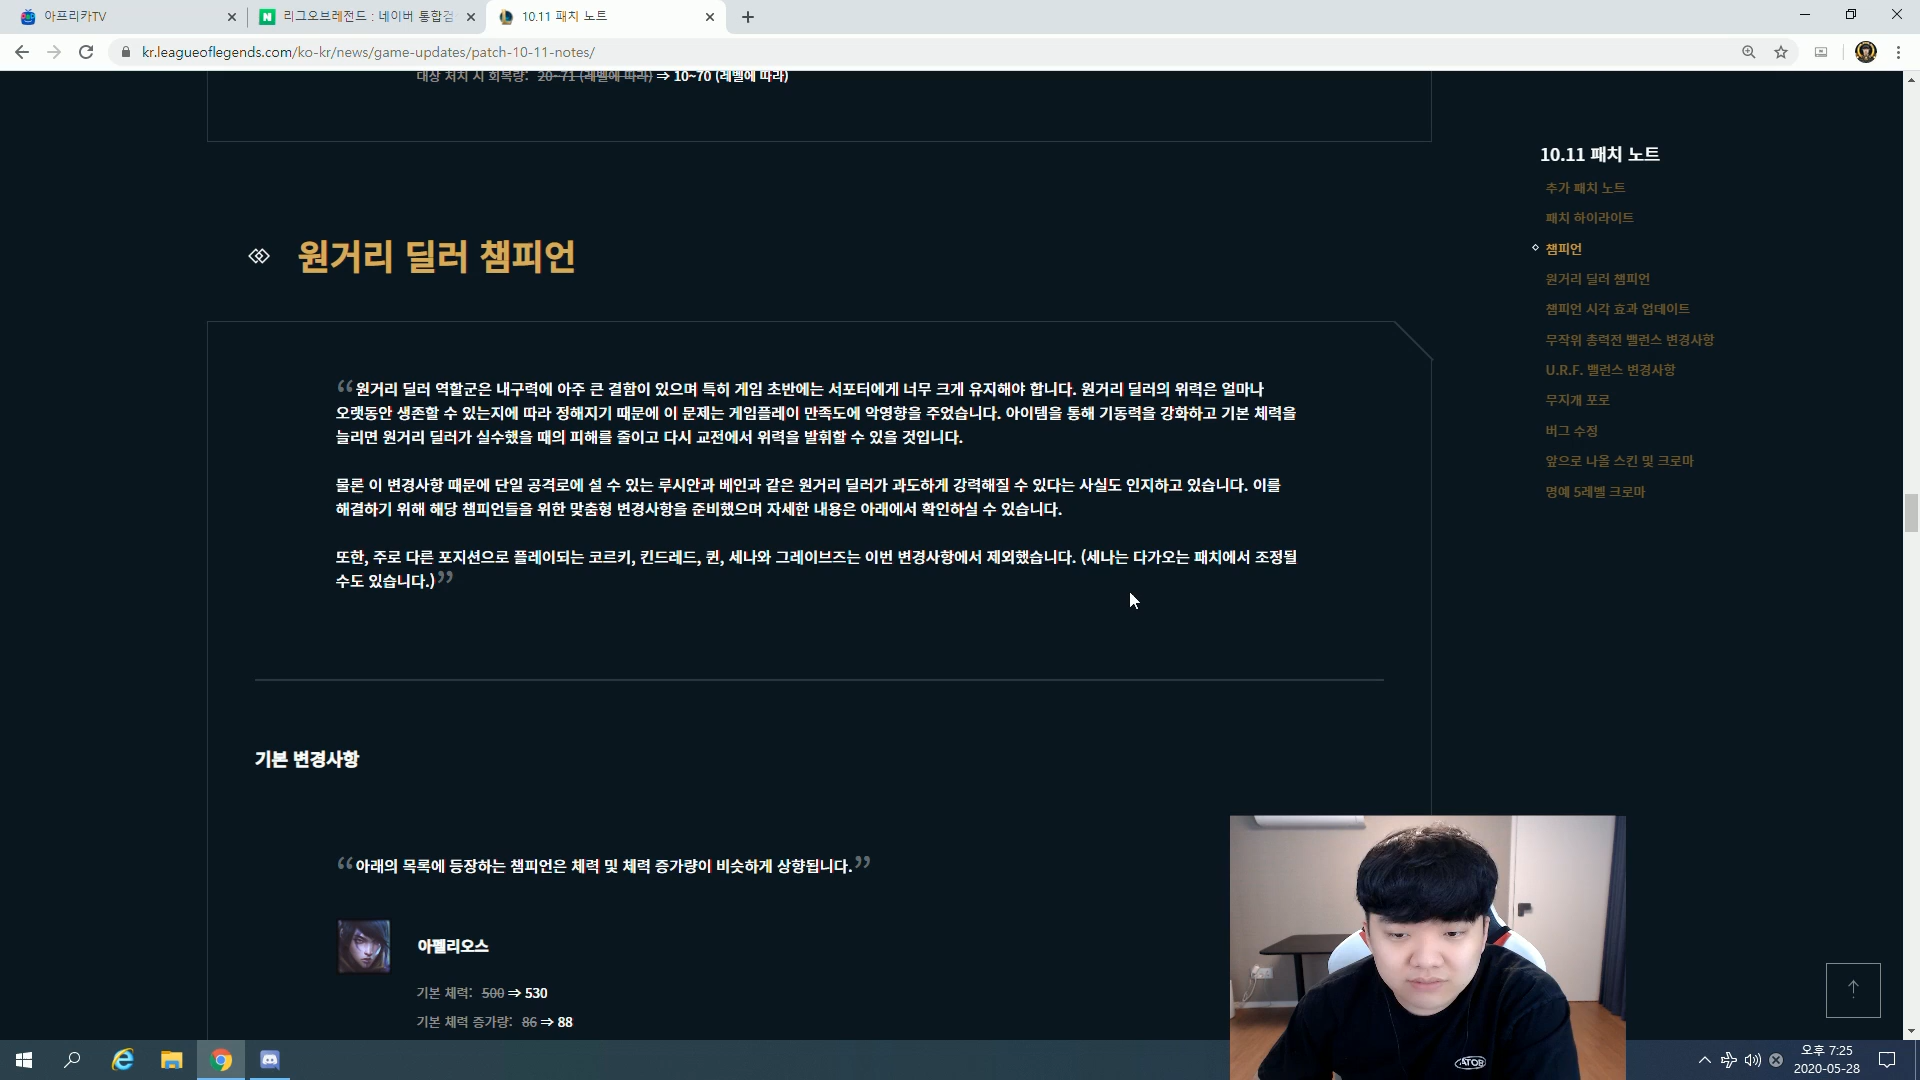 아프리카TV
리그오브레전드 : 네이버 통합검
10.11 패치 노트
kr.leagueoflegends.com/ko-kr/news/game-updates/patch-10-11-notes/
대상 처치 시 회복량: 20~71 (레벨에 따라) ⇒ 10~70 (레벨에 따라)
원거리 딜러 챔피언
“원거리 딜러 역할군은 내구력에 아주 큰 결함이 있으며 특히 게임 초반에는 서포터에게 너무 크게 유지해야 합니다. 원거리 딜러의 위력은 얼마나
오랫동안 생존할 수 있는지에 따라 정해지기 때문에 이 문제는 게임플레이 만족도에 악영향을 주었습니다. 아이템을 통해 기동력을 강화하고 기본 체력을
늘리면 원거리 딜러가 실수했을 때의 피해를 줄이고 다시 교전에서 위력을 발휘할 수 있을 것입니다.
물론 이 변경사항 때문에 단일 공격로에 설 수 있는 루시안과 베인과 같은 원거리 딜러가 과도하게 강력해질 수 있다는 사실도 인지하고 있습니다. 이를
해결하기 위해 해당 챔피언들을 위한 맞춤형 변경사항을 준비했으며 자세한 내용은 아래에서 확인하실 수 있습니다.
또한, 주로 다른 포지션으로 플레이되는 코르키, 킨드레드, 퀸, 세나와 그레이브즈는 이번 변경사항에서 제외했습니다. (세나는 다가오는 패치에서 조정될
수도 있습니다.)”
기본 변경사항
“아래의 목록에 등장하는 챔피언은 체력 및 체력 증가량이 비슷하게 상향됩니다.”
아펠리오스
기본 체력: 500 ⇒ 530
기본 체력 증가량: 86 ⇒ 88
10.11 패치 노트
추가 패치 노트
패치 하이라이트
챔피언
원거리 딜러 챔피언
챔피언 시각 효과 업데이트
무작위 총력전 밸런스 변경사항
U.R.F. 밸런스 변경사항
무지개 포로
버그 수정
앞으로 나올 스킨 및 크로마
명예 5레벨 크로마
ATOB
오후 7:25
2020-05-28